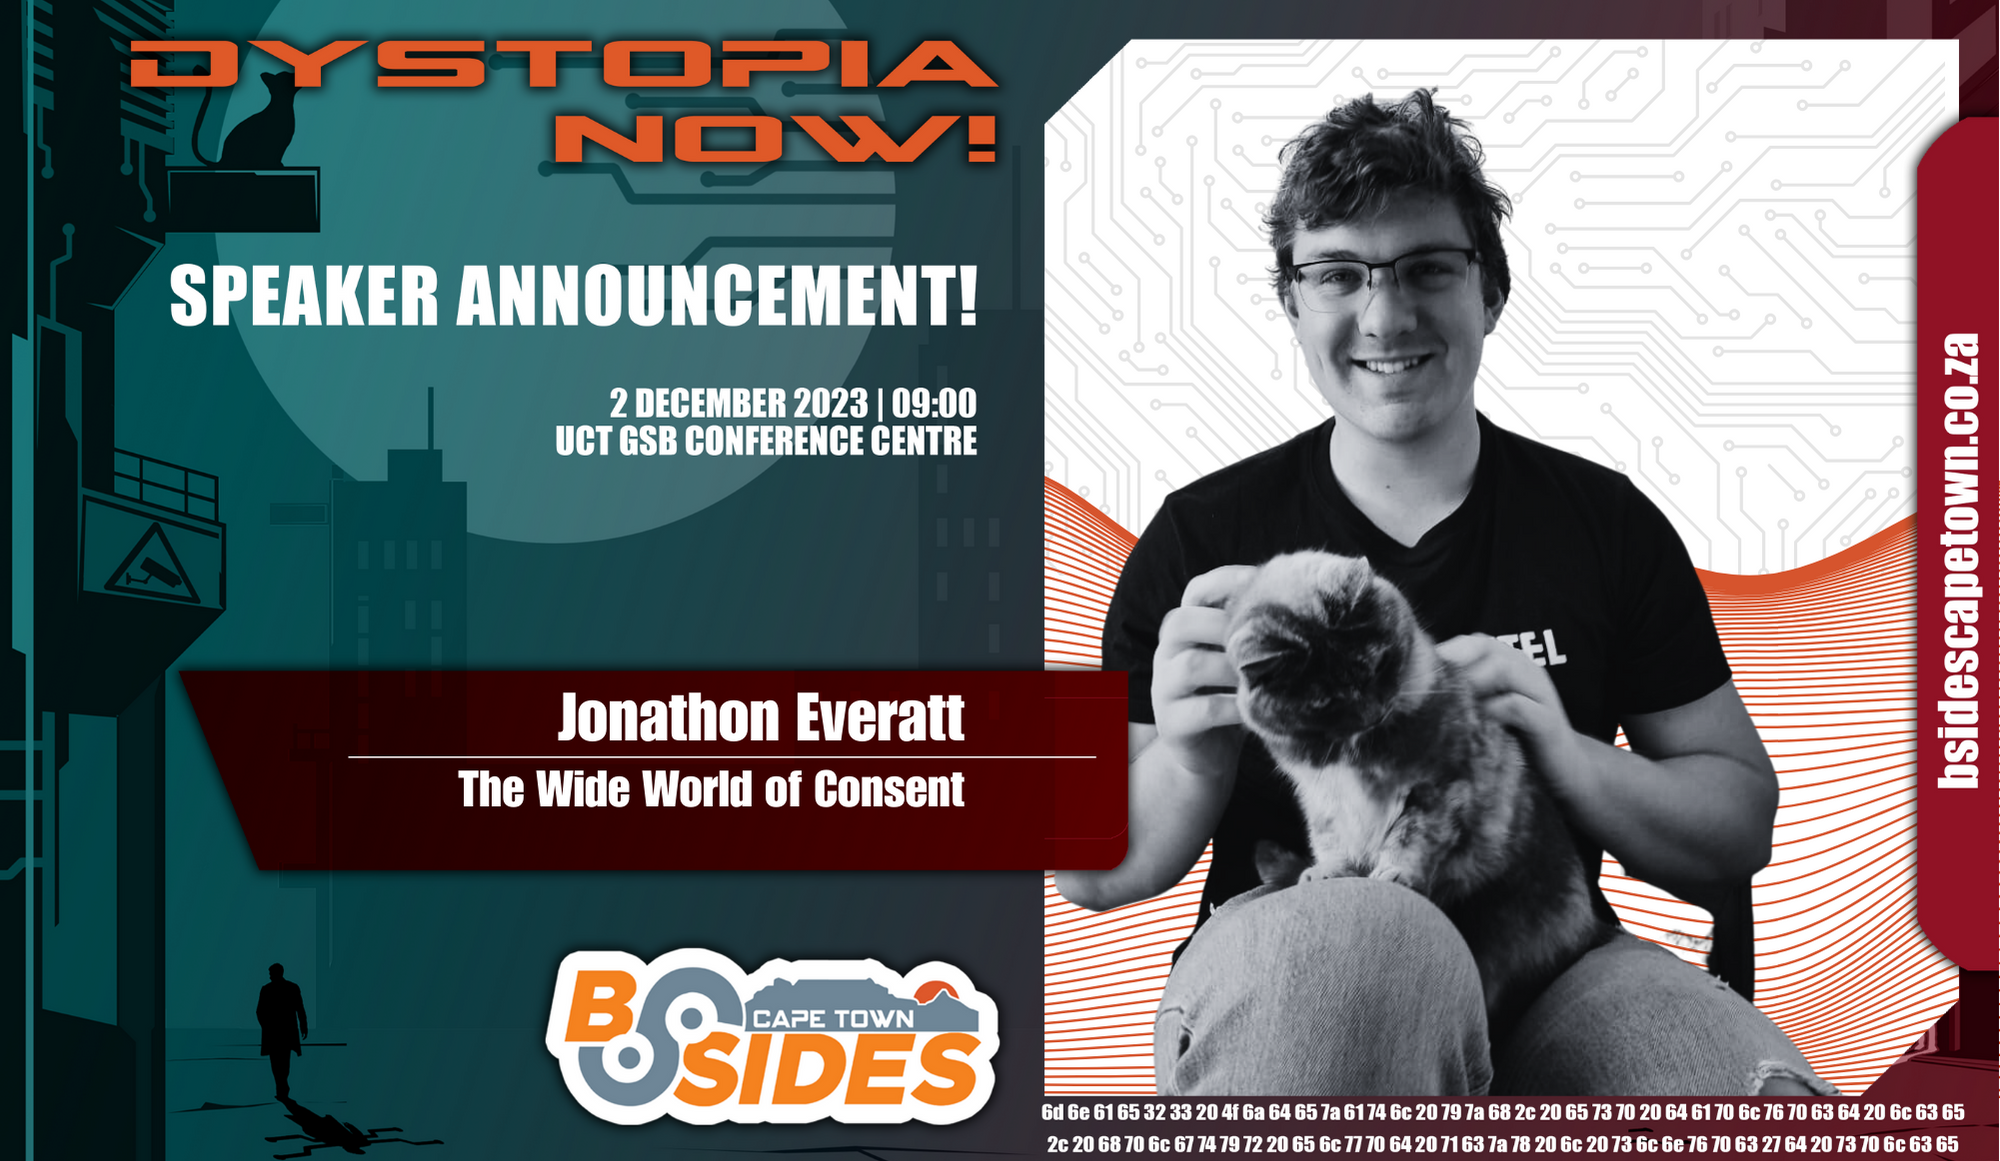 DYSTOPIA
NOW!
SPEAKER ANNOUNCEMENT!
2 DECEMBER 2023 | 09:00
UCT GSB CONFERENCE CENTRE
Jonathon Everatt
The Wide World of Consent
B SIDES
CAPE TOWN
TEL
bsidescapetown.co.za
6d 6e 61 65 32 33 20 4f 6a 64 65 7a 61 74 6c 20 79 7a 68 2c 20 65 73 70 20 64 61 70 6c 76 70 63 64 20 6c 63 65
2c 20 68 70 6c 67 74 79 72 20 65 6c 77 70 64 20 71 63 7a 78 20 6c 20 73 6c 6e 76 70 63 27 64 20 73 70 6c 63 65